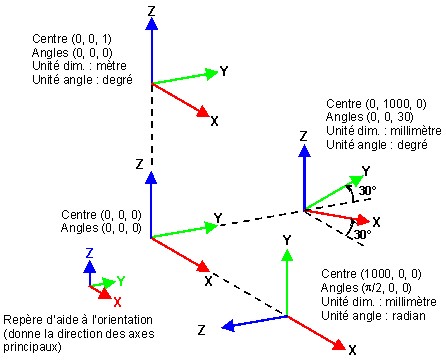 Z
Centre (0, 0, 1)
Angles (0, 0, 0)
Unité dim. : mètre
Unité angle : degré
Y
X
Z
Centre (0, 1000, 0)
Angles (0, 0, 30)
Unité dim. : millimètre
Unité angle : degré
Z
Y
30°
X
30°
Centre (0, 0, 0)
Angles (0, 0, 0)
Y
X
Y
Z
X
Centre (1000, 0, 0)
Angles (π/2, 0, 0)
Unité dim. : millimètre
Unité angle : radian
Z
Y
X
Repère d'aide à l'orientation
(donne la direction des axes
principaux)